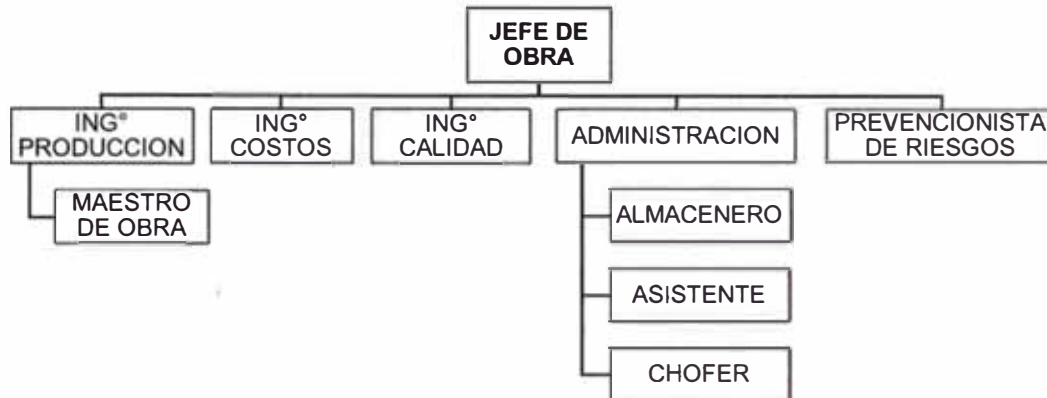 JEFE DE
OBRA
ING°
PRODUCCION
ING°
COSTOS
ING°
CALIDAD
ADMINISTRACION
PREVENCIONISTA
DE RIESGOS
MAESTRO
DE OBRA
ALMACENERO
ASISTENTE
CHOFER